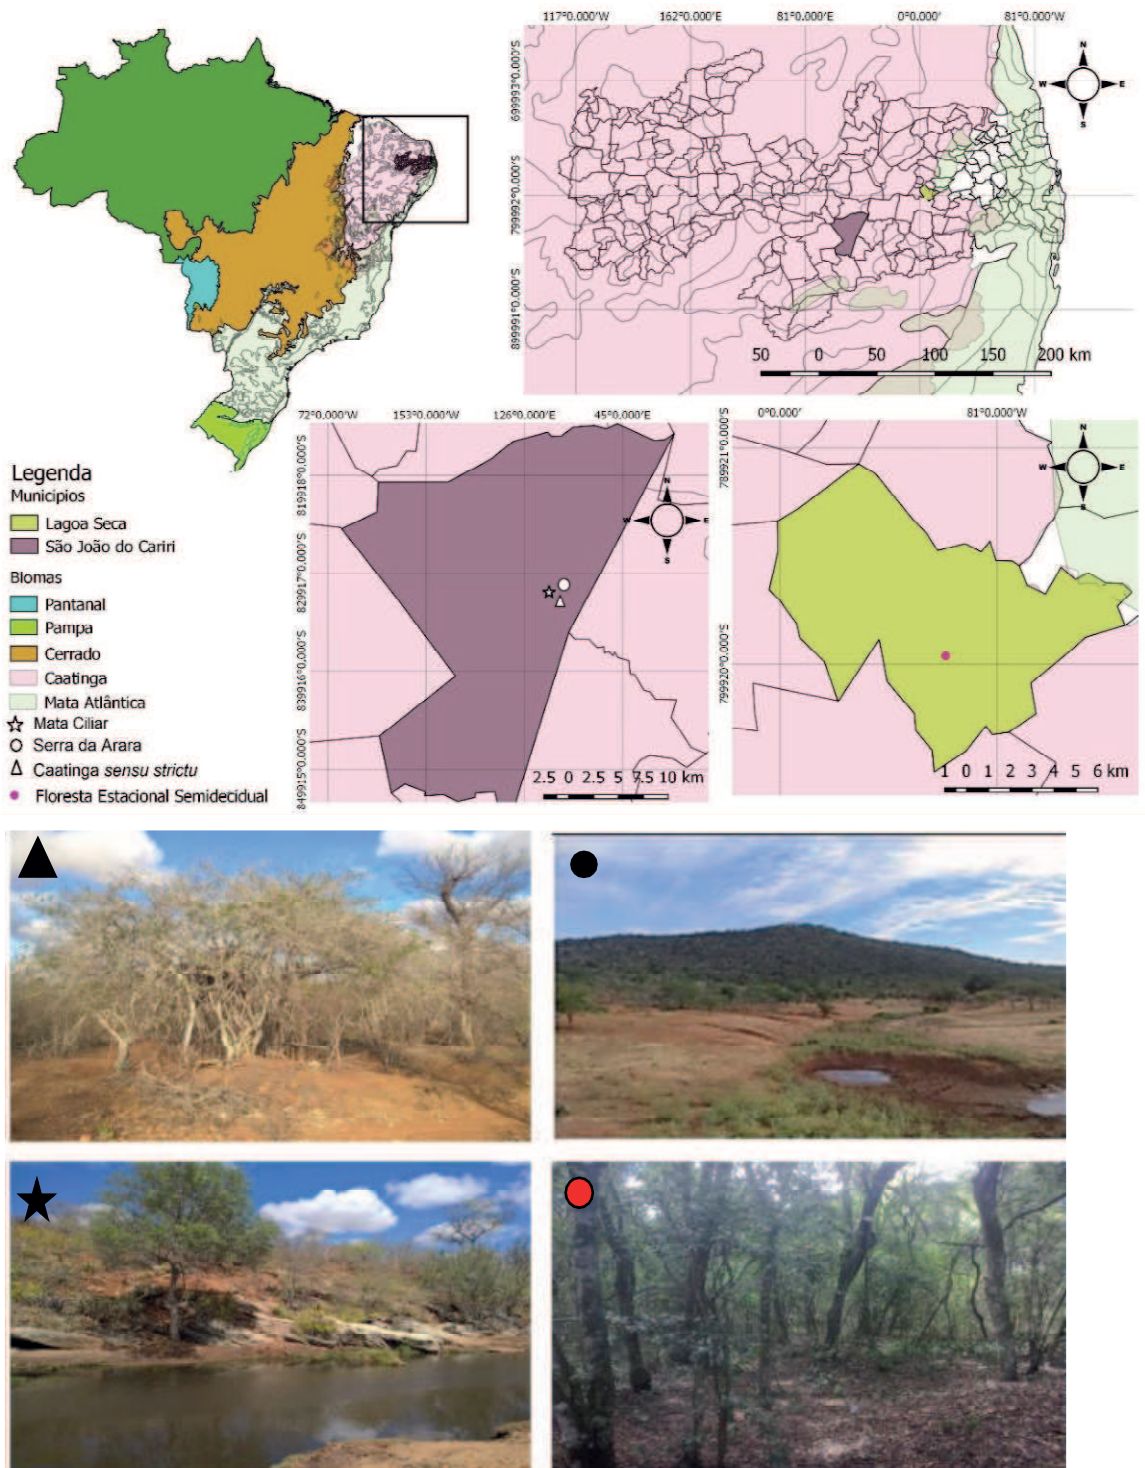 117°0.000'W 162°0.000'E 81°0.000'E 0°0.000' 81°0.000'W
69993°0.000'S
79992°0.000'S
89991°0.000'S
N
W E
S
50 0 50 100 150 200 km
72°0.000'W 153°0.000'W 126°0.000'E 45°0.000'E
819918°0.000'S
829917°0.000'S
839916°0.000'S
849915°0.000'S
N
W E
S
2.5 0 2.5 5 7.5 10 km
0°0.000' 81°0.000'W
789921°0.000'S
799920°0.000'S
N
W E
S
1 0 1 2 3 4 5 6 km
Legenda
Municípios
Lagoa Seca
São João do Cariri
Biomas
Pantanal
Pampa
Cerrado
Caatinga
Mata Atlântica
Mata Ciliar
Serra da Arara
Caatinga sensu strictu
Floresta Estacional Semidecidual